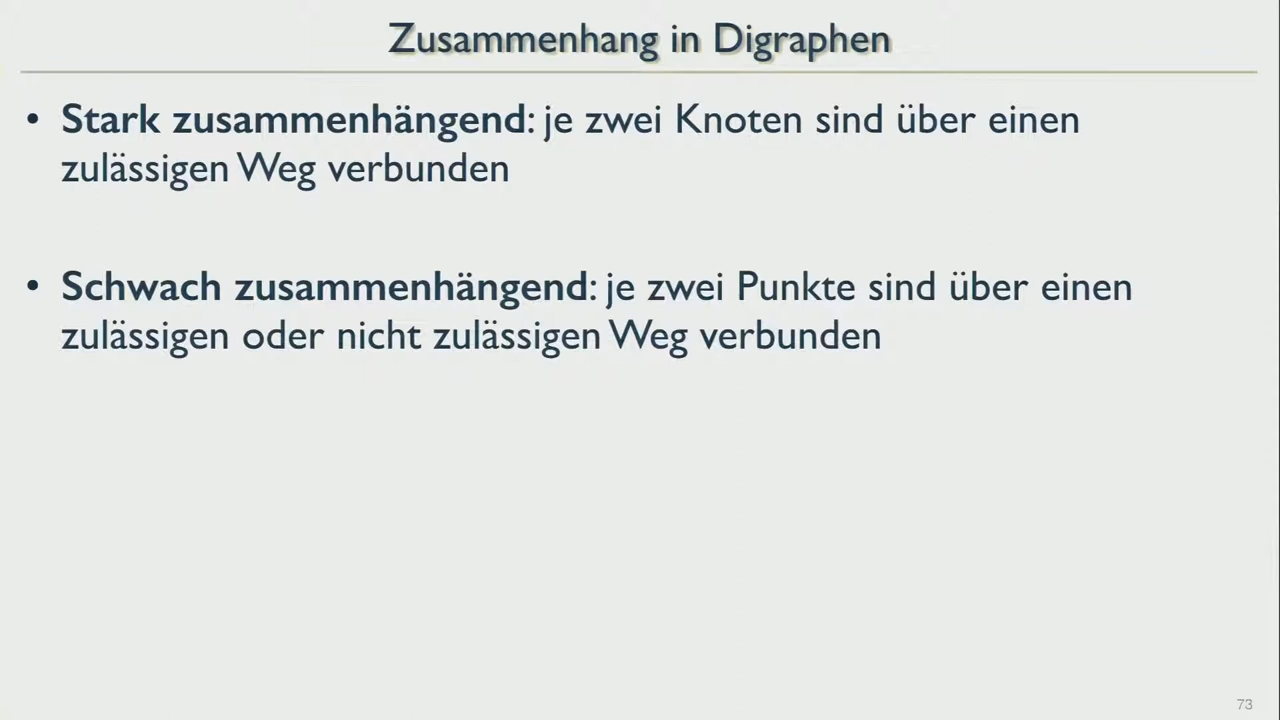 Zusammenhang in Digraphen
• Stark zusammenhängend: je zwei Knoten sind über einen
zulässigen Weg verbunden
• Schwach zusammenhängend: je zwei Punkte sind über einen
zulässigen oder nicht zulässigen Weg verbunden
73